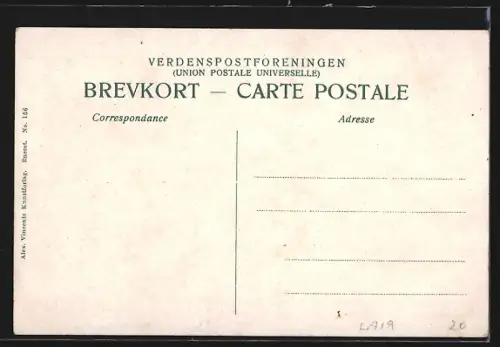 VERDENSPOSTFORENINGEN
(UNION POSTALE UNIVERSELLE)
BREVKORT — CARTE POSTALE
Correspondance
Adresse
Alex. Vincents Kunstforlag. Eneret. No. 156
20